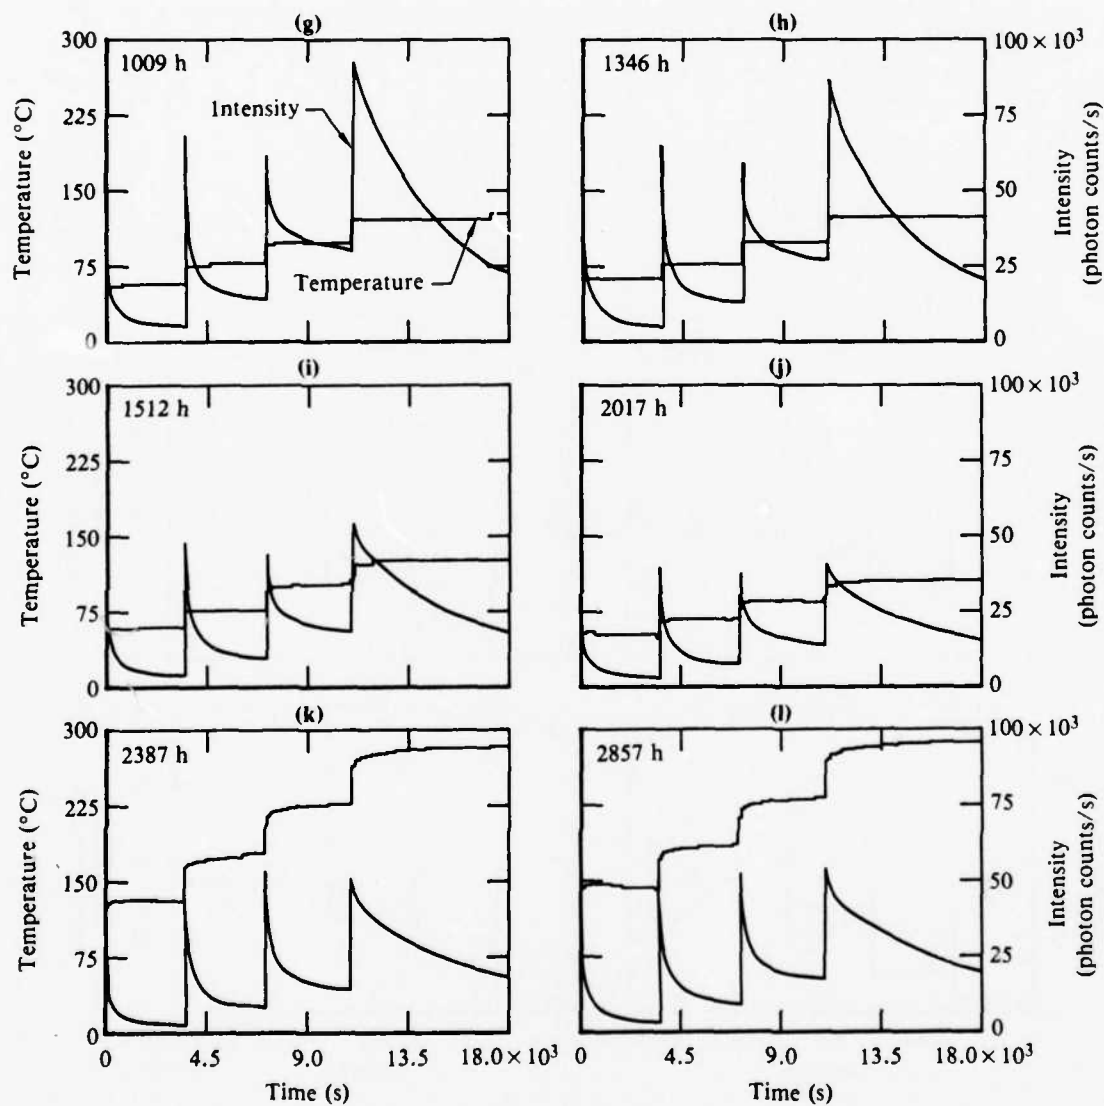 (g)
300
225
150
75
0
Temperature (°C)
1009 h
Intensity
Temperature
(h)
1346 h
100 × 10³
75
50
25
0
Intensity
(photon counts/s)
(i)
300
225
150
75
0
Temperature (°C)
1512 h
(j)
2017 h
100 × 10³
75
50
25
0
Intensity
(photon counts/s)
(k)
300
225
150
75
0
Temperature (°C)
2387 h
0 4.5 9.0 13.5 18.0 × 10³
Time (s)
(l)
2857 h
100 × 10³
75
50
25
0
Intensity
(photon counts/s)
0 4.5 9.0 13.5 18.0 × 10³
Time (s)